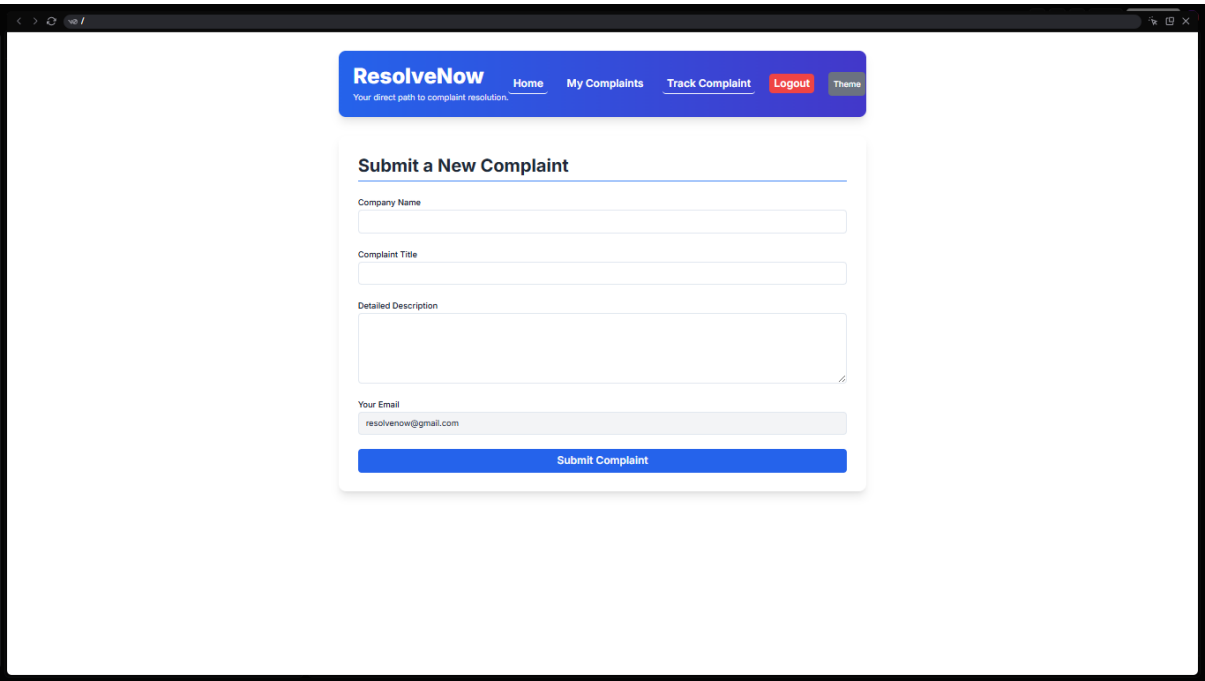 /
ResolveNow
Your direct path to complaint resolution.
Home
My Complaints
Track Complaint
Logout
Theme
Submit a New Complaint
Company Name
Complaint Title
Detailed Description
Your Email
resolvenow@gmail.com
Submit Complaint